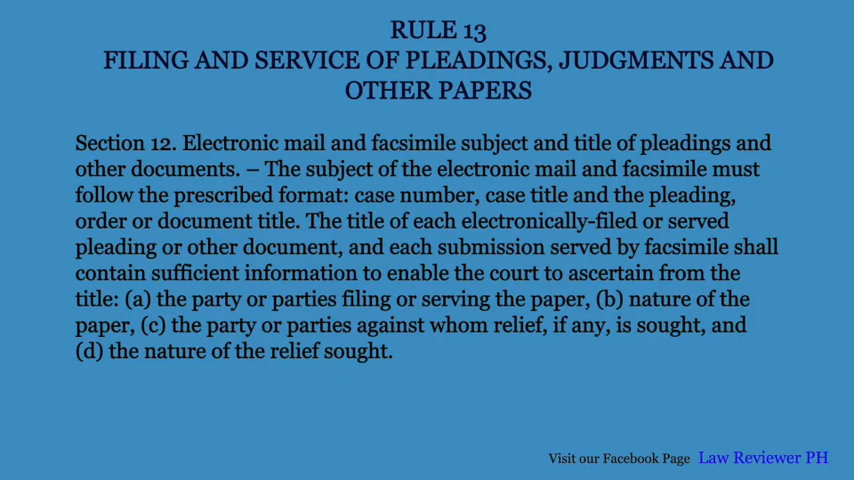 RULE 13
FILING AND SERVICE OF PLEADINGS, JUDGMENTS AND
OTHER PAPERS
Section 12. Electronic mail and facsimile subject and title of pleadings and
other documents. – The subject of the electronic mail and facsimile must
follow the prescribed format: case number, case title and the pleading,
order or document title. The title of each electronically-filed or served
pleading or other document, and each submission served by facsimile shall
contain sufficient information to enable the court to ascertain from the
title: (a) the party or parties filing or serving the paper, (b) nature of the
paper, (c) the party or parties against whom relief, if any, is sought, and
(d) the nature of the relief sought.
Visit our Facebook Page Law Reviewer PH